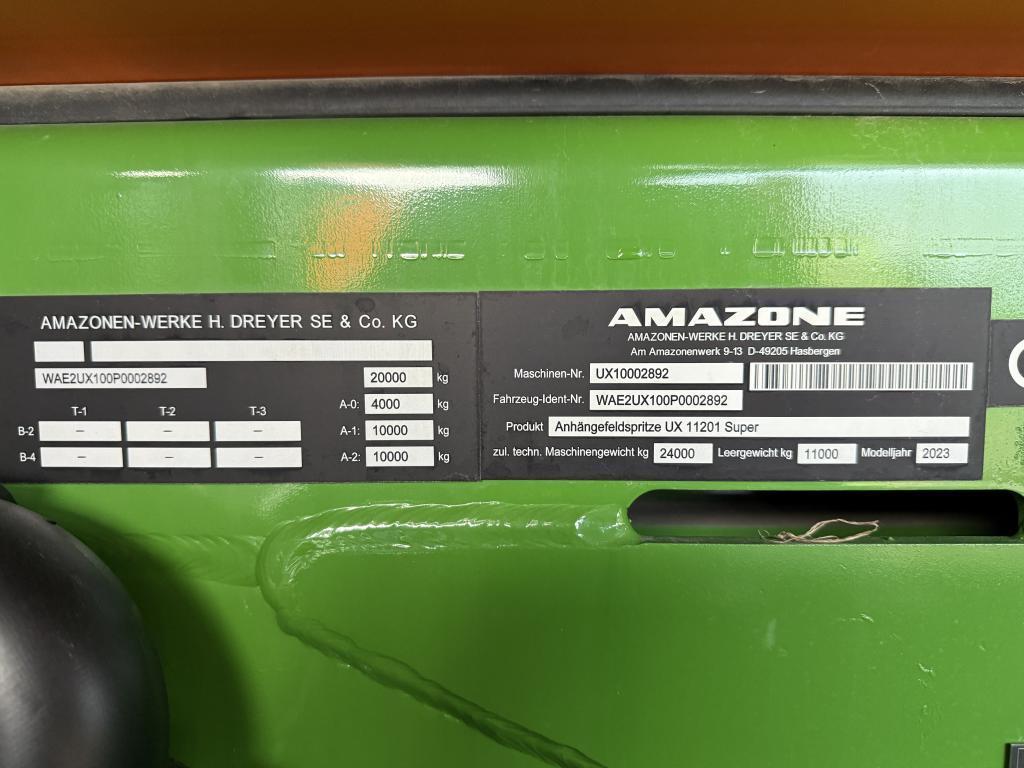 AMAZONEN-WERKE H. DREYER SE & Co. KG
WAE2UX100P0002892 20000 kg
T-1 T-2 T-3 A-0: 4000 kg
B-2 – – – A-1: 10000 kg
B-4 – – – A-2: 10000 kg
AMAZONE
AMAZONEN-WERKE H. DREYER SE & Co. KG
Am Amazonenwerk 9-13 D-49205 Hasbergen
Maschinen-Nr. UX10002892
Fahrzeug-Ident-Nr. WAE2UX100P0002892
Produkt Anhängefeldspritze UX 11201 Super
zul. techn. Maschinengewicht kg 24000 Leergewicht kg 11000 Modelljahr 2023